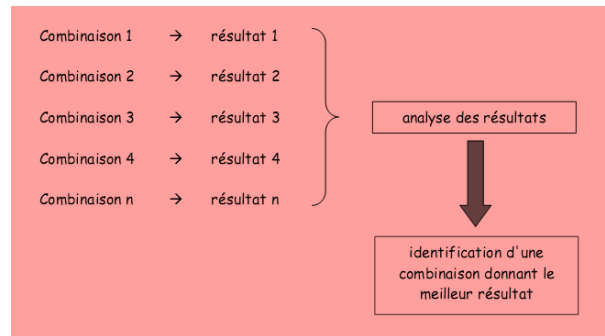 Combinaison 1 → résultat 1
Combinaison 2 → résultat 2
Combinaison 3 → résultat 3
Combinaison 4 → résultat 4
Combinaison n → résultat n
analyse des résultats
identification d'une
combinaison donnant le
meilleur résultat